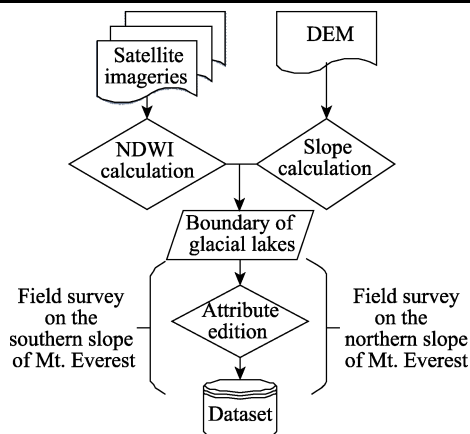 Satellite
imageries
DEM
NDWI
calculation
Slope
calculation
Boundary of
glacial lakes
Field survey
on the
southern slope
of Mt. Everest
Attribute
edition
Field survey
on the
northern slope
of Mt. Everest
Dataset